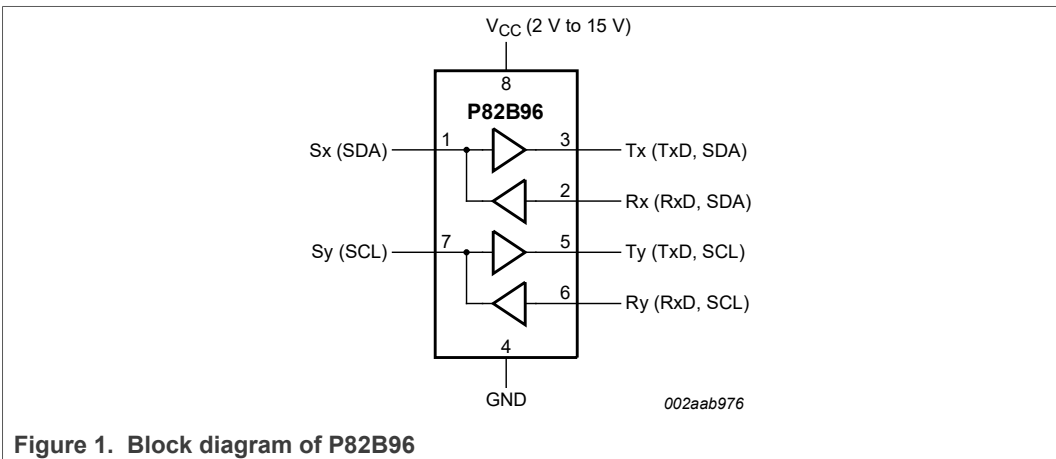 VCC (2 V to 15 V)
8
P82B96
Sx (SDA) 1 3 Tx (TxD, SDA)
2 Rx (RxD, SDA)
Sy (SCL) 7 5 Ty (TxD, SCL)
6 Ry (RxD, SCL)
4
GND
002aab976
Figure 1. Block diagram of P82B96